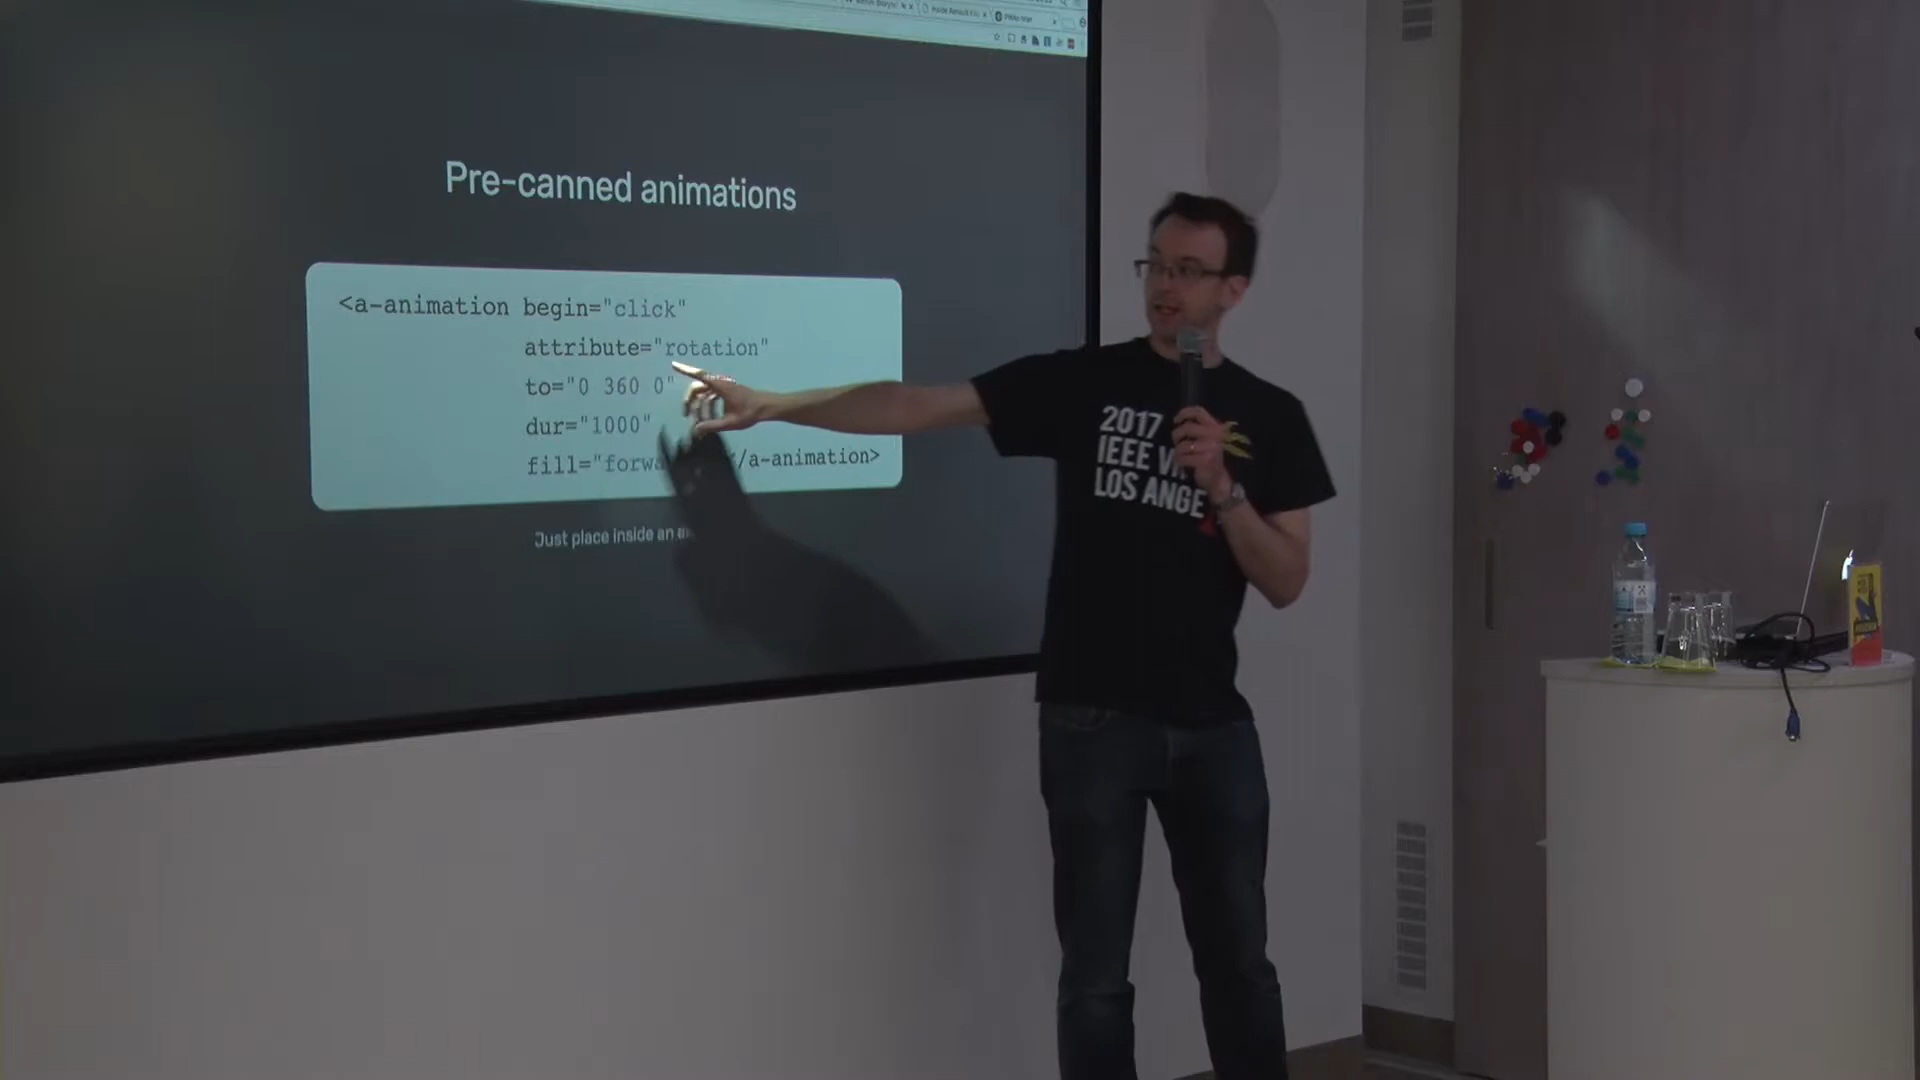 Pre-canned animations
<a-animation begin="click"
attribute="rotation"
to="0 360 0"
dur="1000"
fill="forwa /a-animation>
Just place inside an
2017
IEEE V
LOS ANGE